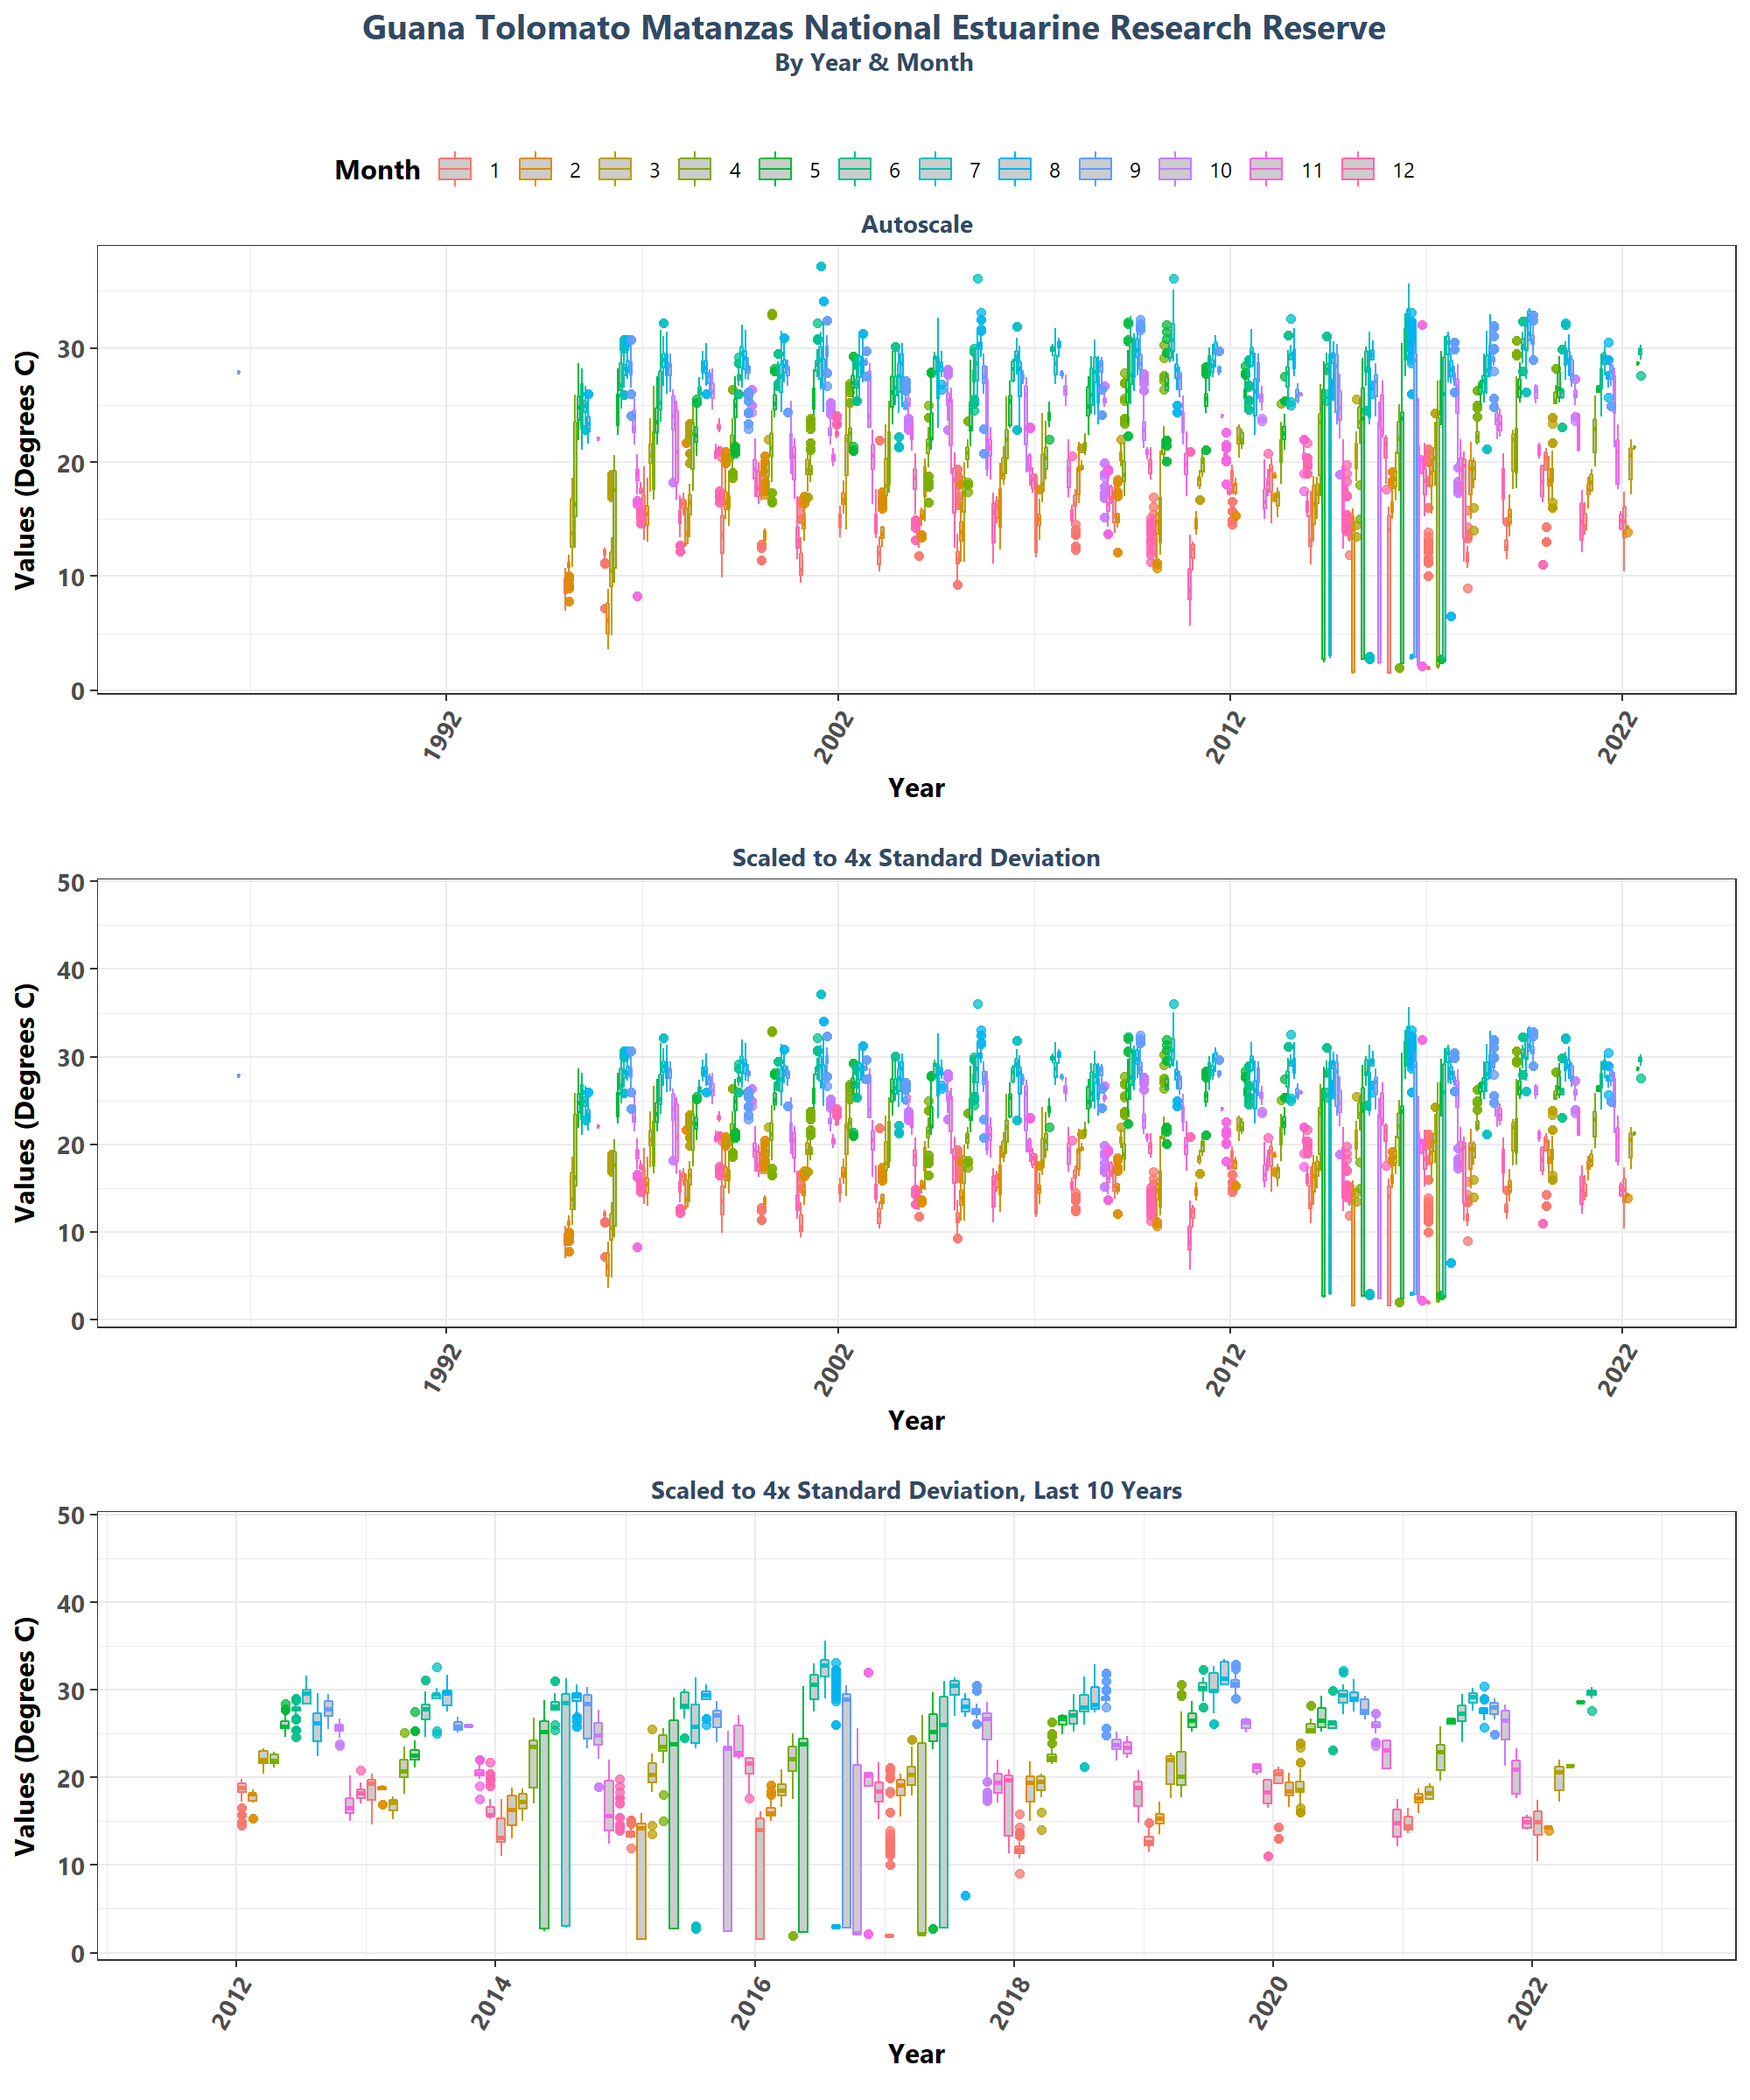 Guana Tolomato Matanzas National Estuarine Research Reserve
By Year & Month
Month 1 2 3 4 5 6 7 8 9 10 11 12
Autoscale
Values (Degrees C)
30
20
10
0
1992 2002 2012 2022
Year
Scaled to 4x Standard Deviation
Values (Degrees C)
50
40
30
20
10
0
1992 2002 2012 2022
Year
Scaled to 4x Standard Deviation, Last 10 Years
Values (Degrees C)
50
40
30
20
10
0
2012 2014 2016 2018 2020 2022
Year